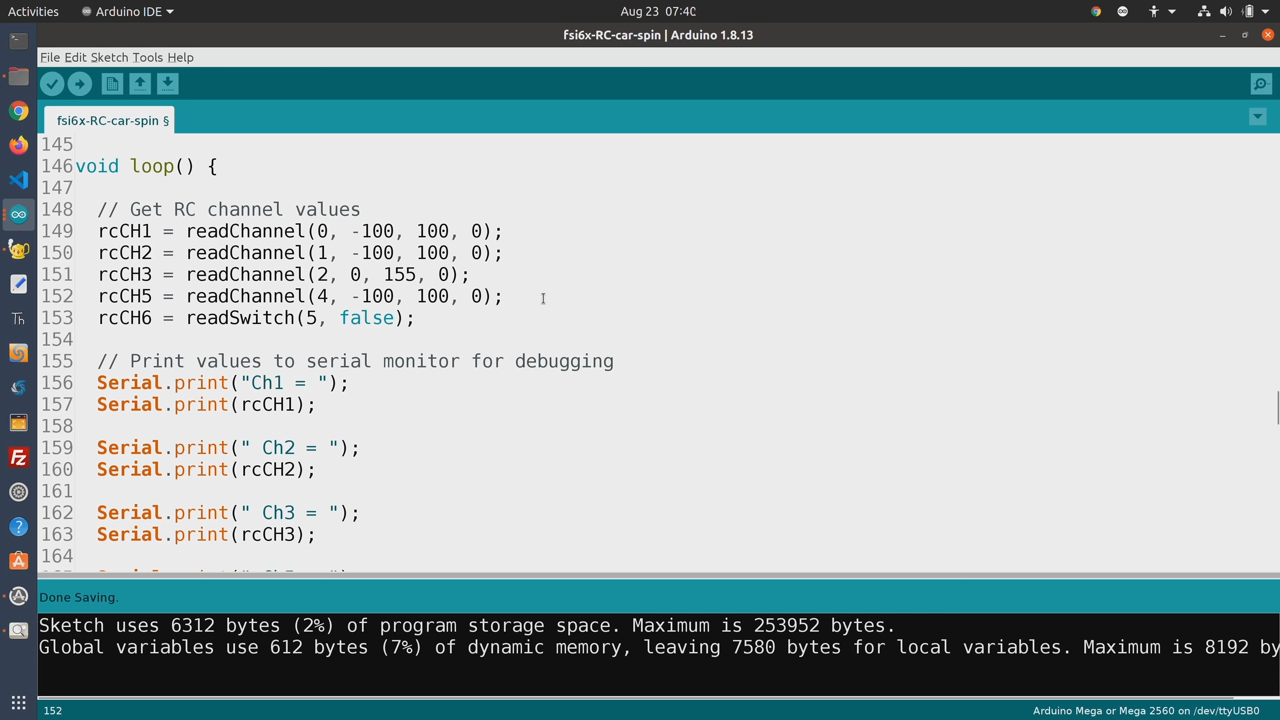 Activities Arduino IDE Aug 23 07:40
fsi6x-RC-car-spin | Arduino 1.8.13
File Edit Sketch Tools Help
fsi6x-RC-car-spin §
145
146 void loop() {
147
148 // Get RC channel values
149 rcCH1 = readChannel(0, -100, 100, 0);
150 rcCH2 = readChannel(1, -100, 100, 0);
151 rcCH3 = readChannel(2, 0, 155, 0);
152 rcCH5 = readChannel(4, -100, 100, 0);
153 rcCH6 = readSwitch(5, false);
154
155 // Print values to serial monitor for debugging
156 Serial.print("Ch1 = ");
157 Serial.print(rcCH1);
158
159 Serial.print(" Ch2 = ");
160 Serial.print(rcCH2);
161
162 Serial.print(" Ch3 = ");
163 Serial.print(rcCH3);
164
Done Saving.
Sketch uses 6312 bytes (2%) of program storage space. Maximum is 253952 bytes.
Global variables use 612 bytes (7%) of dynamic memory, leaving 7580 bytes for local variables. Maximum is 8192 by
152 Arduino Mega or Mega 2560 on /dev/ttyUSB0